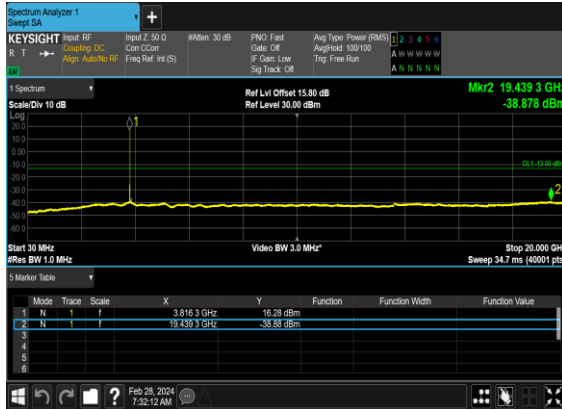 Spectrum Analyzer 1
Swept SA
+
KEYSIGHT Input: RF Input Z: 50 Ω #Atten: 30 dB PNO: Fast Avg Type: Power (RMS) 1 2 3 4 5 6
R T Coupling: DC Corr CCorr Gate: Off Avg|Hold: 100/100 A W W W W W
Align: Auto/No RF Freq Ref: Int (S) IF Gain: Low Trig: Free Run
LU Sig Track: Off A N N N N N
1 Spectrum Ref Lvl Offset 15.80 dB Mkr2 19.439 3 GHz
Scale/Div 10 dB Ref Level 30.00 dBm -38.878 dBm
Log
20.0 1
10.0
0.00
-10.0 DL1 -13.00 dBm
-20.0
-30.0 2
-40.0
-50.0
-60.0
Start 30 MHz Video BW 3.0 MHz* Stop 20.000 GHz
#Res BW 1.0 MHz Sweep 34.7 ms (40001 pts)
5 Marker Table
Mode Trace Scale X Y Function Function Width Function Value
1 N 1 f 3.816 3 GHz 16.28 dBm
2 N 1 f 19.439 3 GHz -38.88 dBm
3
4
5
6
? Feb 28, 2024
7:32:12 AM